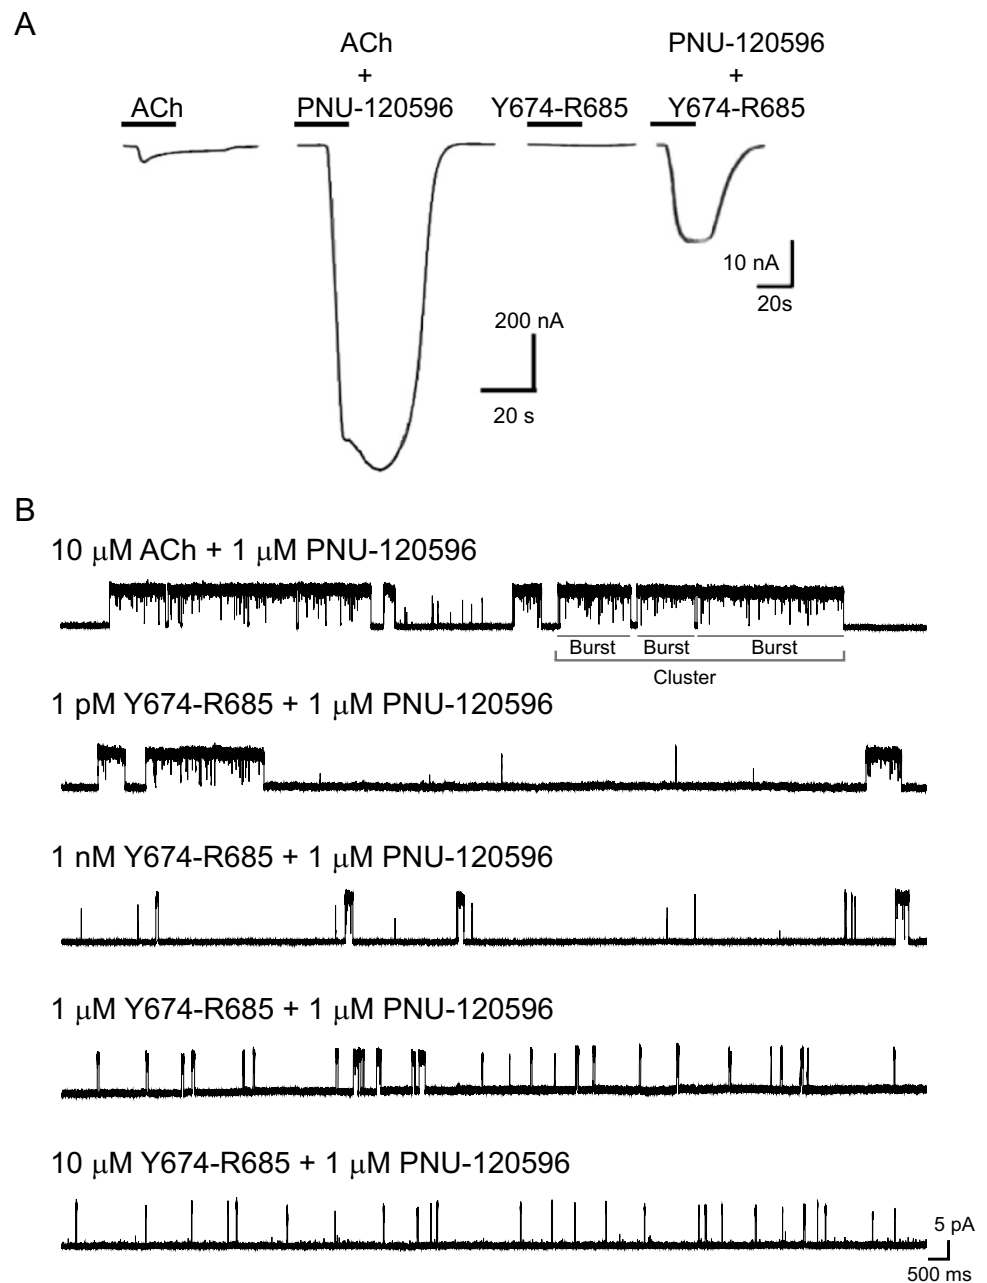 A
ACh
ACh
+
PNU-120596
Y674-R685
PNU-120596
+
Y674-R685
10 nA
20s
200 nA
20 s
B
10 μM ACh + 1 μM PNU-120596
Burst Burst Burst
Cluster
1 pM Y674-R685 + 1 μM PNU-120596
1 nM Y674-R685 + 1 μM PNU-120596
1 μM Y674-R685 + 1 μM PNU-120596
10 μM Y674-R685 + 1 μM PNU-120596
5 pA
500 ms